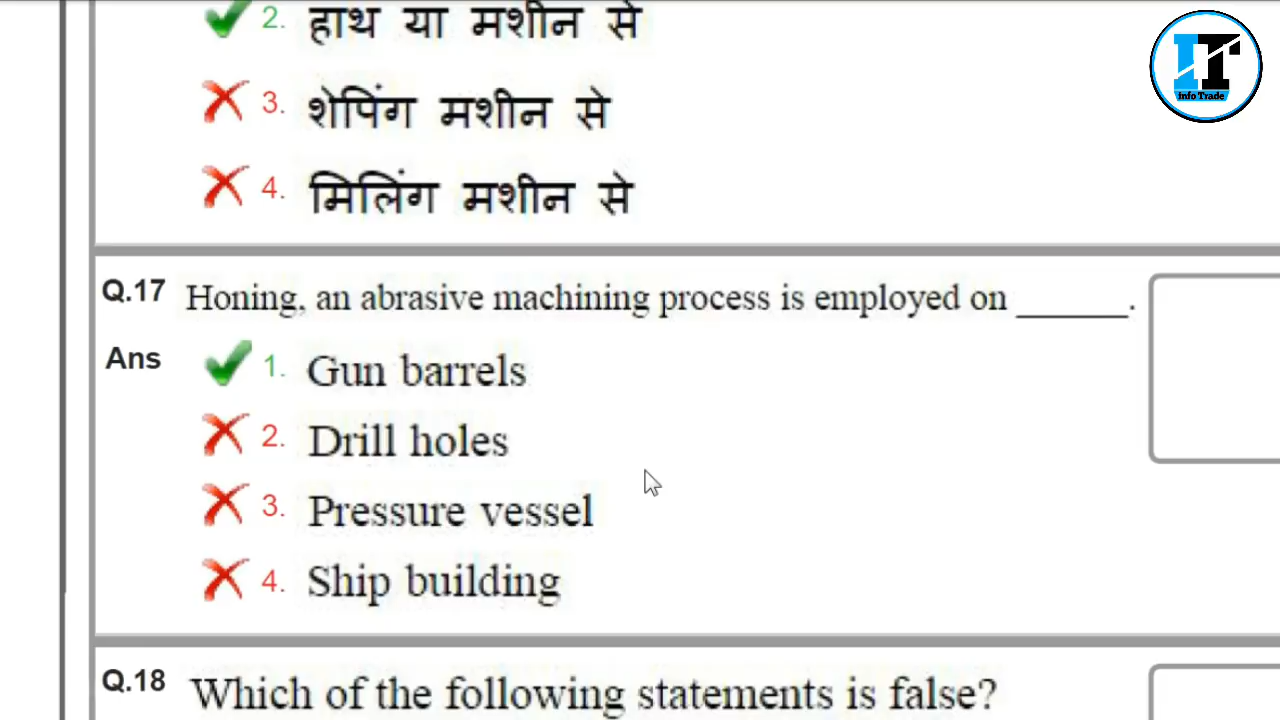 2. हाथ या मशीन से
3. शेपिंग मशीन से
4. मिलिंग मशीन से
IT
Info Trade
Q.17 Honing, an abrasive machining process is employed on ______.
Ans 1. Gun barrels
2. Drill holes
3. Pressure vessel
4. Ship building
Q.18 Which of the following statements is false?